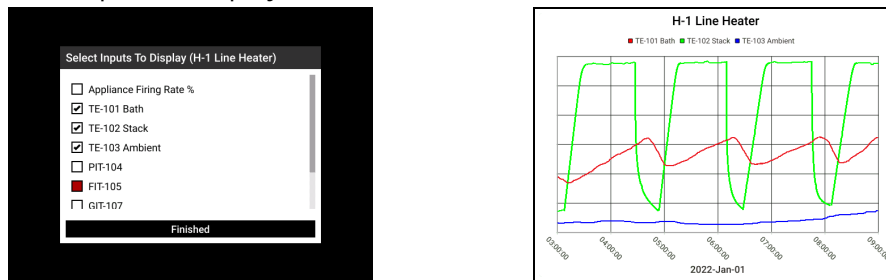 Select Inputs To Display (H-1 Line Heater)
Appliance Firing Rate %
TE-101 Bath
TE-102 Stack
TE-103 Ambient
PIT-104
FIT-105
GIT-107
Finished
H-1 Line Heater
TE-101 Bath TE-102 Stack TE-103 Ambient
03:00:00 04:00:00 05:00:00 06:00:00 07:00:00 08:00:00 09:00:00
2022-Jan-01